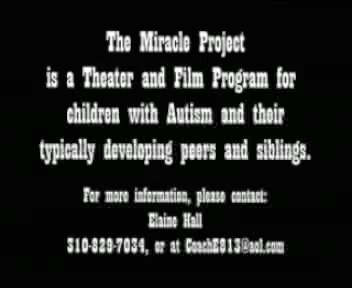 The Miracle Project
is a Theater and Film Program for
children with Autism and their
typically developing peers and siblings.
For more information, please contact:
Elaine Hall
310-829-7034, or at CoachE813@aol.com